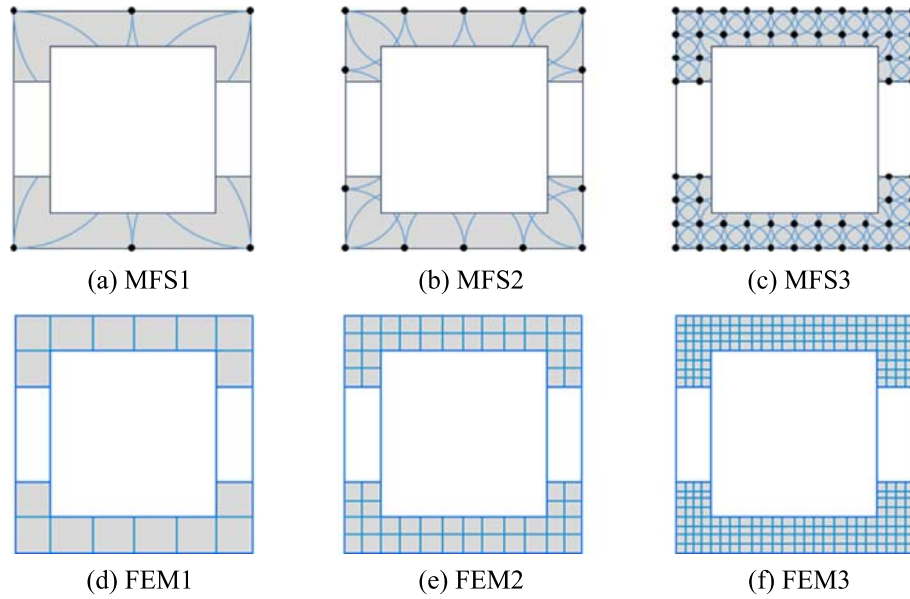 (a) MFS1
(b) MFS2
(c) MFS3
(d) FEM1
(e) FEM2
(f) FEM3